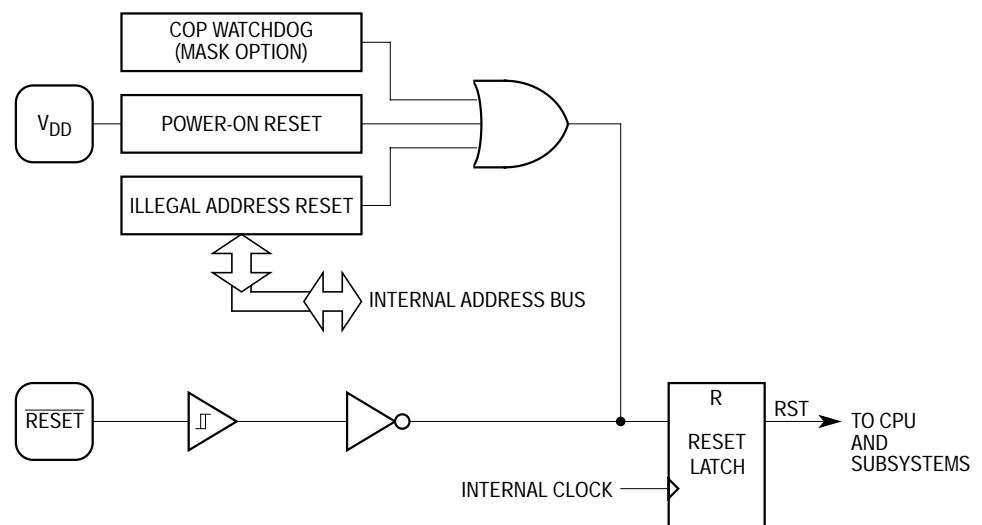 COP WATCHDOG
(MASK OPTION)
VDD
POWER-ON RESET
ILLEGAL ADDRESS RESET
INTERNAL ADDRESS BUS
RESET
R
RESET
LATCH
RST
TO CPU
AND
SUBSYSTEMS
INTERNAL CLOCK